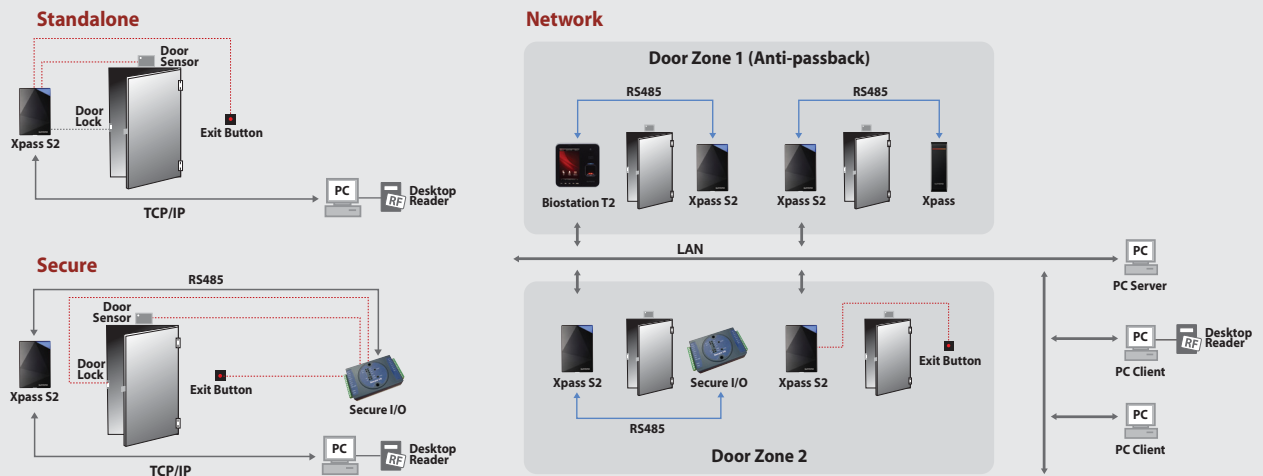 Standalone
Door
Sensor
Door
Lock
Xpass S2
Exit Button
PC
RF
Desktop
Reader
TCP/IP
Secure
RS485
Door
Sensor
Door
Lock
Xpass S2
Exit Button
Secure I/O
PC
RF
Desktop
Reader
TCP/IP
Network
Door Zone 1 (Anti-passback)
RS485
RS485
Biostation T2
Xpass S2
Xpass S2
Xpass
LAN
PC
PC Server
Xpass S2
Secure I/O
Xpass S2
Exit Button
RS485
Door Zone 2
PC
RF
Desktop
Reader
PC Client
PC
PC Client